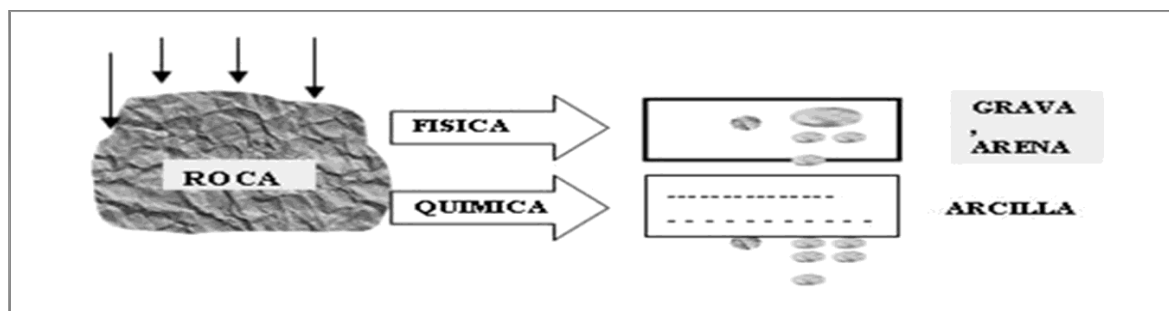 ROCA
FISICA
GRAVA
,
ARENA
QUIMICA
ARCILLA